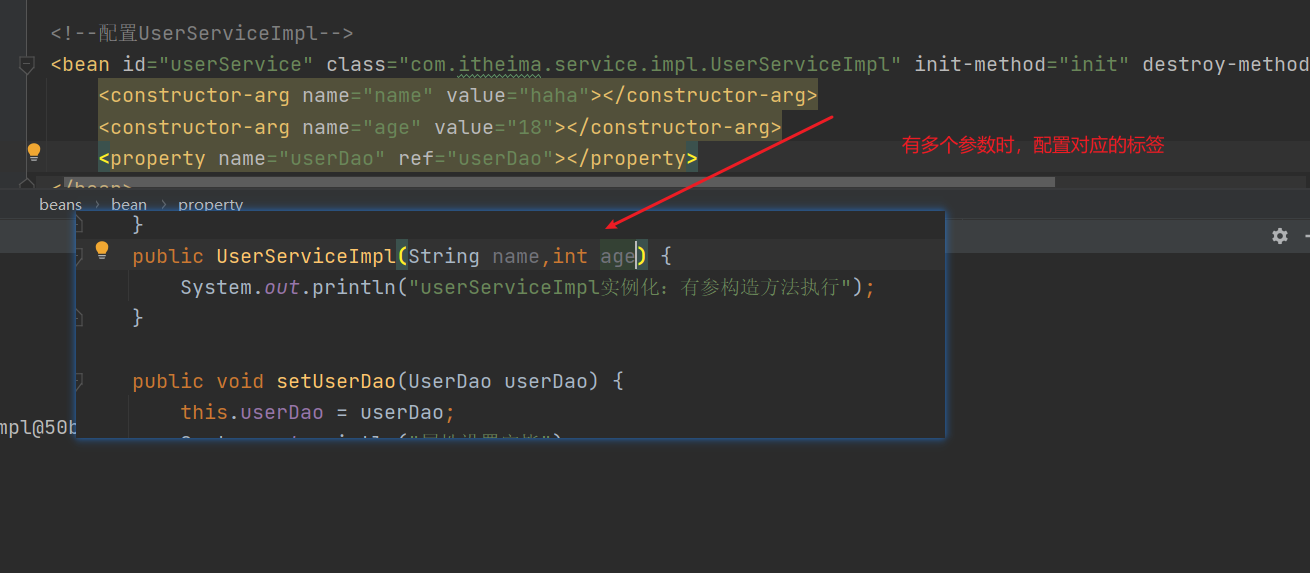 <!--配置UserServiceImpl-->
<bean id="userService" class="com.itheima.service.impl.UserServiceImpl" init-method="init" destroy-method
<constructor-arg name="name" value="haha"></constructor-arg>
<constructor-arg name="age" value="18"></constructor-arg>
有多个参数时，配置对应的标签
<property name="userDao" ref="userDao"></property>
</bean>
beans › bean › property
}
public UserServiceImpl(String name,int age) {
System.out.println("userServiceImpl实例化：有参构造方法执行");
}
public void setUserDao(UserDao userDao) {
this.userDao = userDao;
mpl@50b